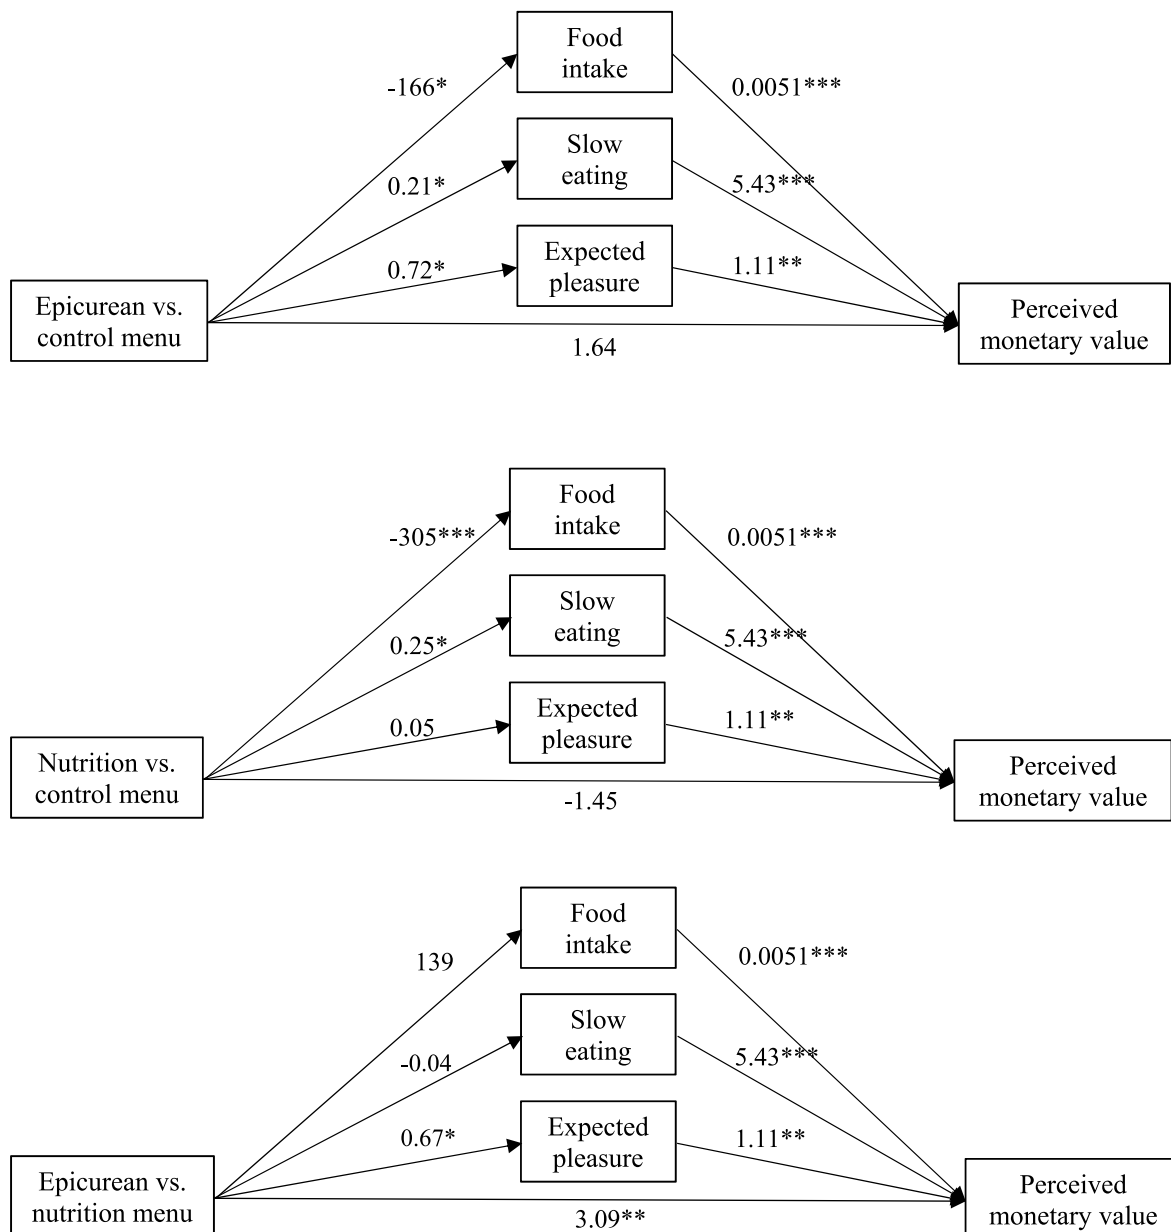 Food
intake
-166*
0.0051***
Slow
eating
0.21*
5.43***
Expected
pleasure
0.72*
1.11**
Epicurean vs.
control menu
Perceived
monetary value
1.64
Food
intake
-305***
0.0051***
Slow
eating
0.25*
5.43***
Expected
pleasure
0.05
1.11**
Nutrition vs.
control menu
Perceived
monetary value
-1.45
Food
intake
139
0.0051***
Slow
eating
-0.04
5.43***
Expected
pleasure
0.67*
1.11**
Epicurean vs.
nutrition menu
Perceived
monetary value
3.09**